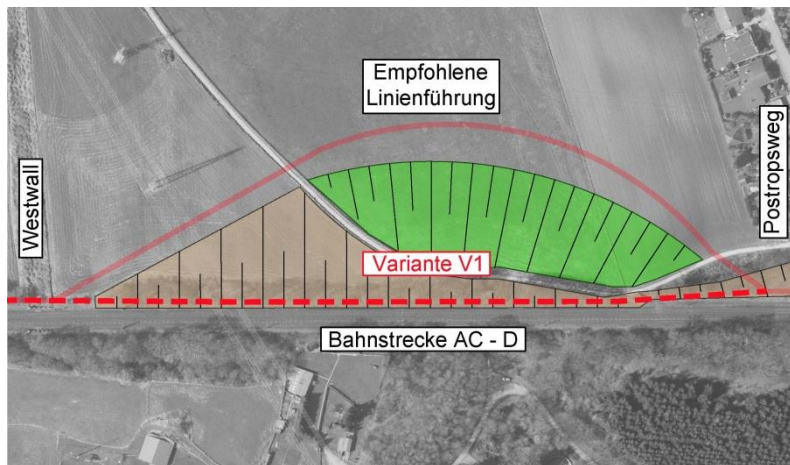 Empfohlene
Linienführung
Westwall
Postropsweg
Variante V1
Bahnstrecke AC - D